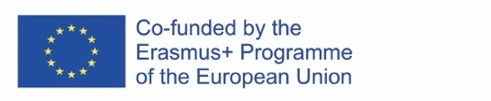 Co-funded by the
Erasmus+ Programme
of the European Union